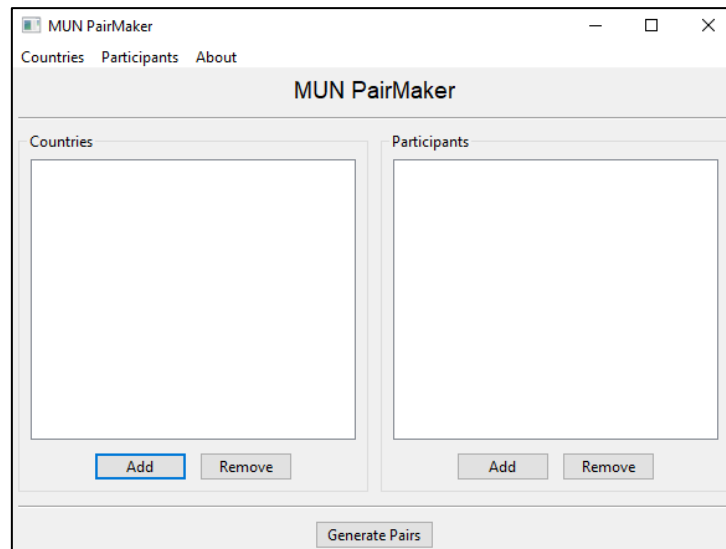 MUN PairMaker
Countries Participants About
MUN PairMaker
Countries Participants
Add Remove Add Remove
Generate Pairs